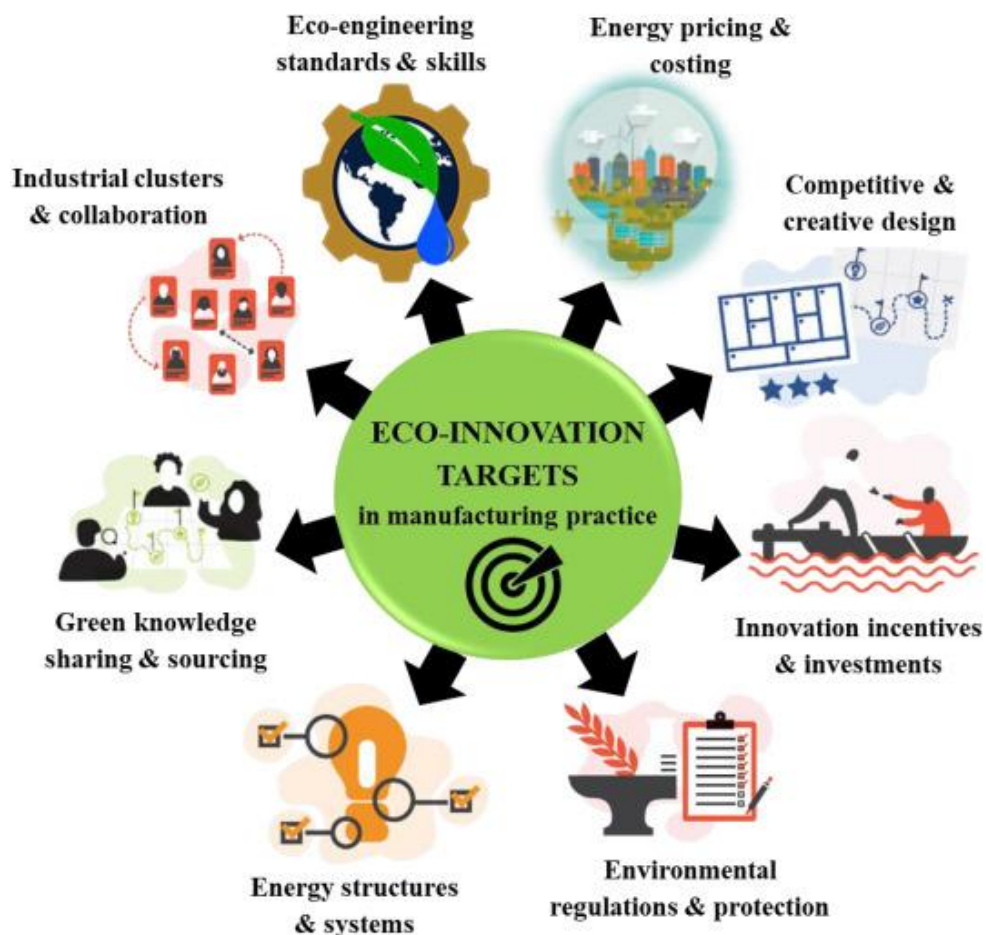 Eco-engineering
standards & skills
Energy pricing &
costing
Industrial clusters
& collaboration
Competitive &
creative design
ECO-INNOVATION
TARGETS
in manufacturing practice
Green knowledge
sharing & sourcing
Innovation incentives
& investments
Energy structures
& systems
Environmental
regulations & protection